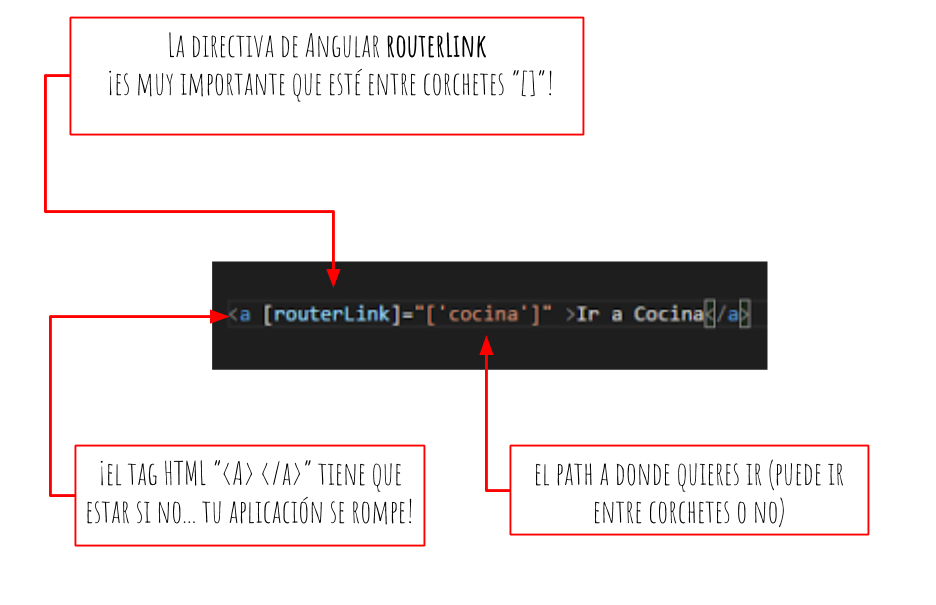 La directiva de Angular routerLink
¡es muy importante que esté entre corchetes "[]"!
<a [routerLink]="['cocina']" >Ir a Cocina</a>
¡el tag HTML "<A> </a>" tiene que
estar si no... tu aplicación se rompe!
el path a donde quieres ir (puede ir
entre corchetes o no)